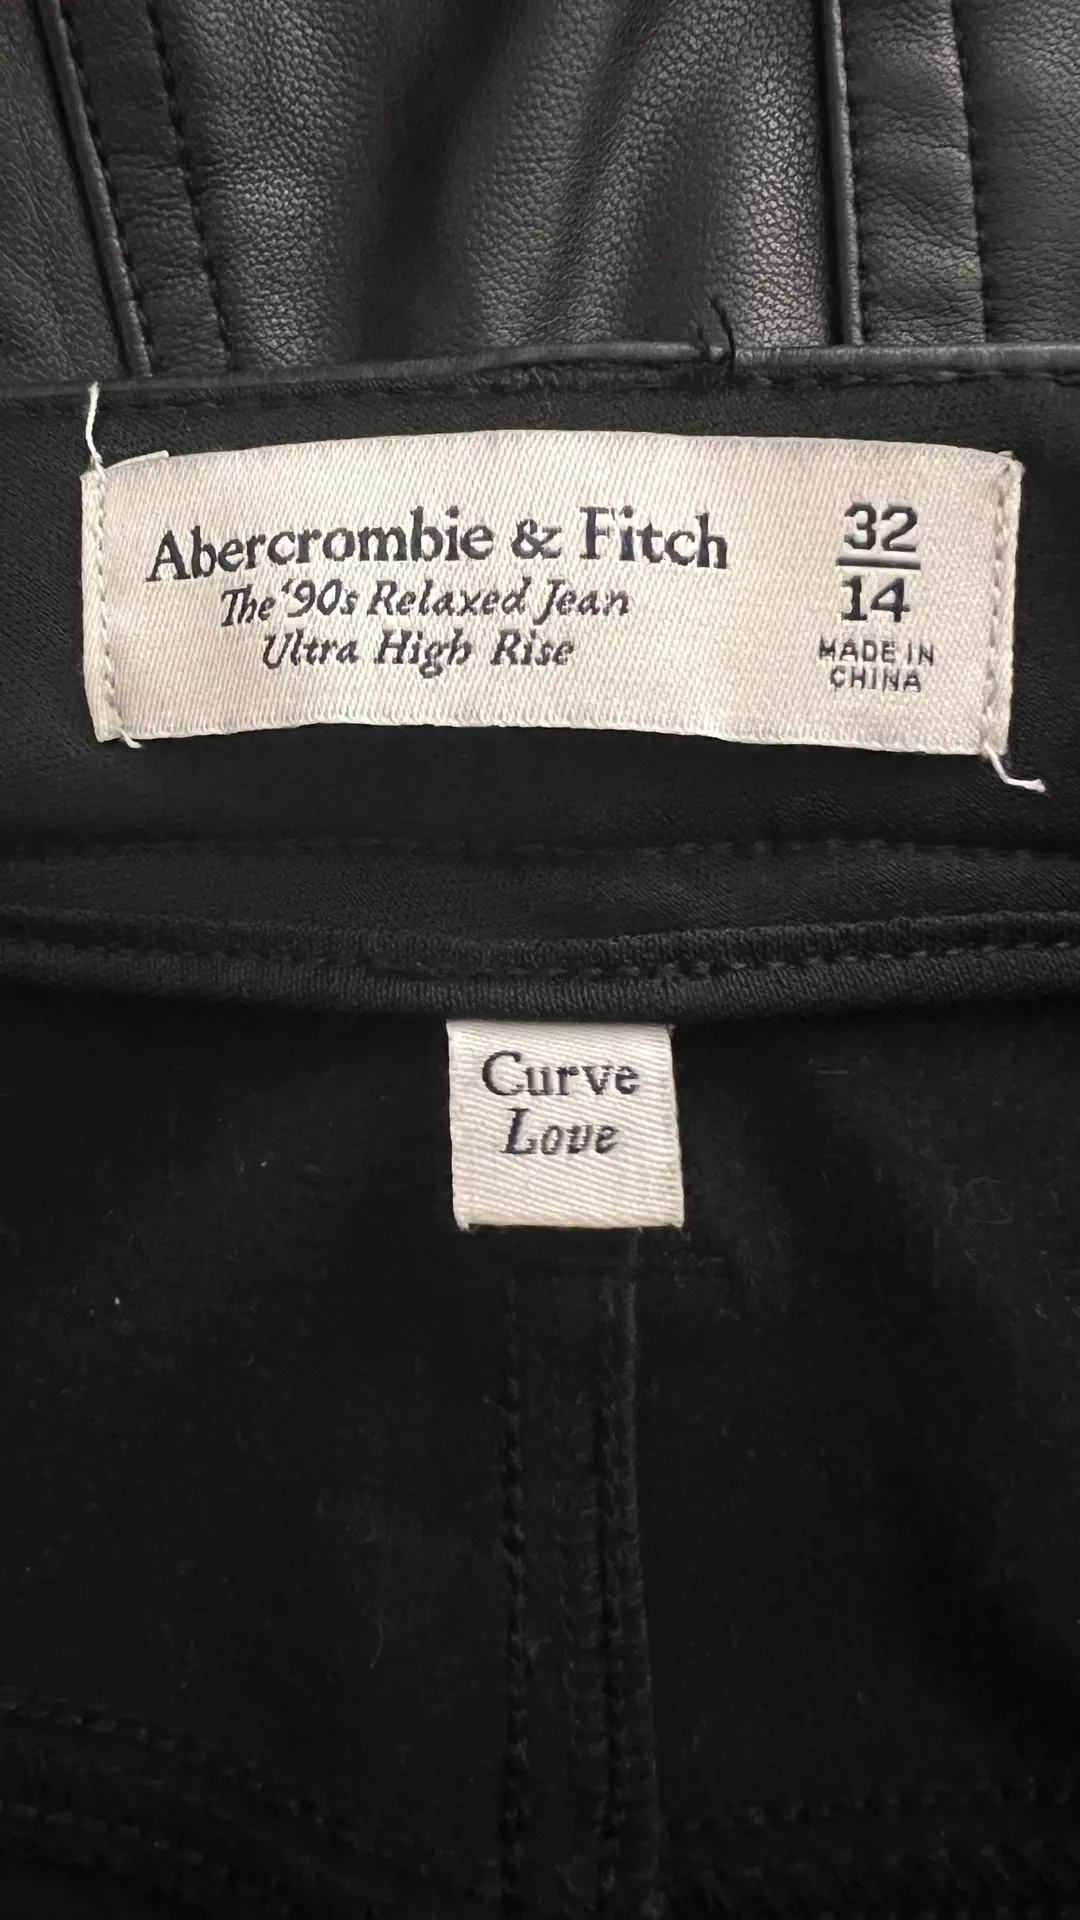 Abercrombie & Fitch
The '90s Relaxed Jean
Ultra High Rise
32
14
MADE IN
CHINA
Curve
Love